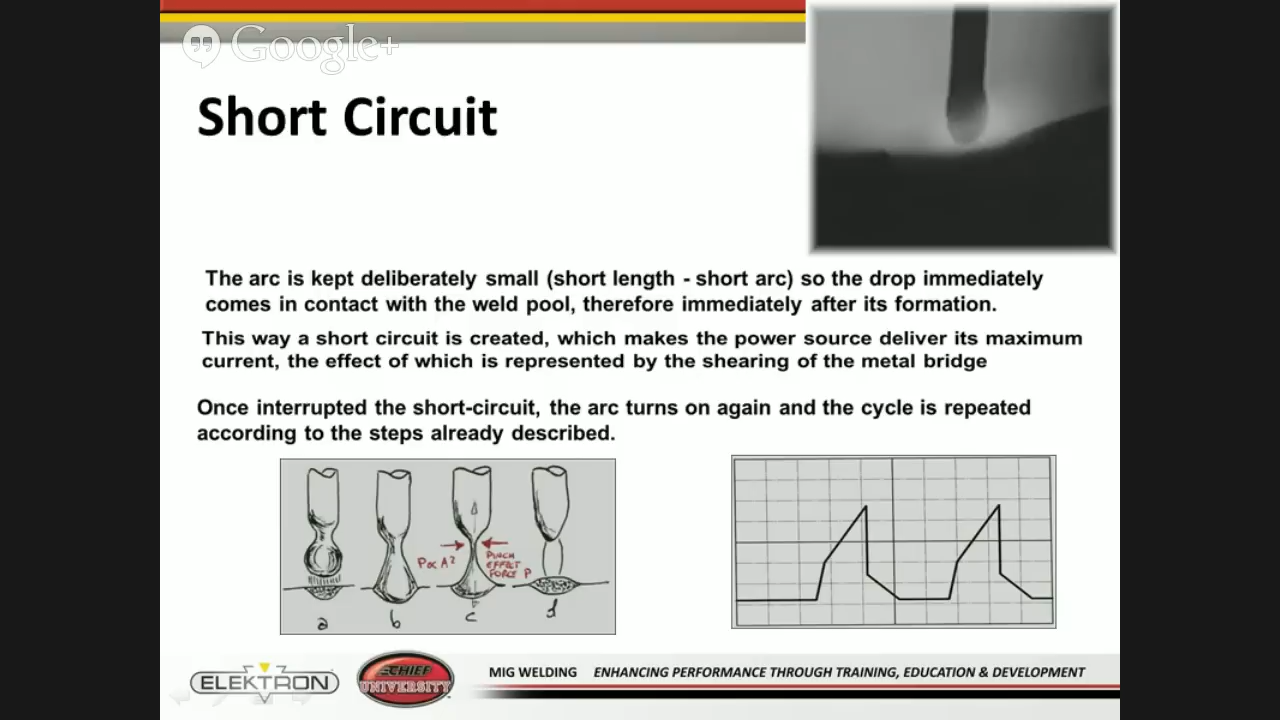 Google+
Short Circuit
The arc is kept deliberately small (short length - short arc) so the drop immediately
comes in contact with the weld pool, therefore immediately after its formation.
This way a short circuit is created, which makes the power source deliver its maximum
current, the effect of which is represented by the shearing of the metal bridge
Once interrupted the short-circuit, the arc turns on again and the cycle is repeated
according to the steps already described.
P∝A²
PINCH
EFFECT
FORCE P
a b c d
ELEKTRON
CHIEF
UNIVERSITY
MIG WELDING ENHANCING PERFORMANCE THROUGH TRAINING, EDUCATION & DEVELOPMENT